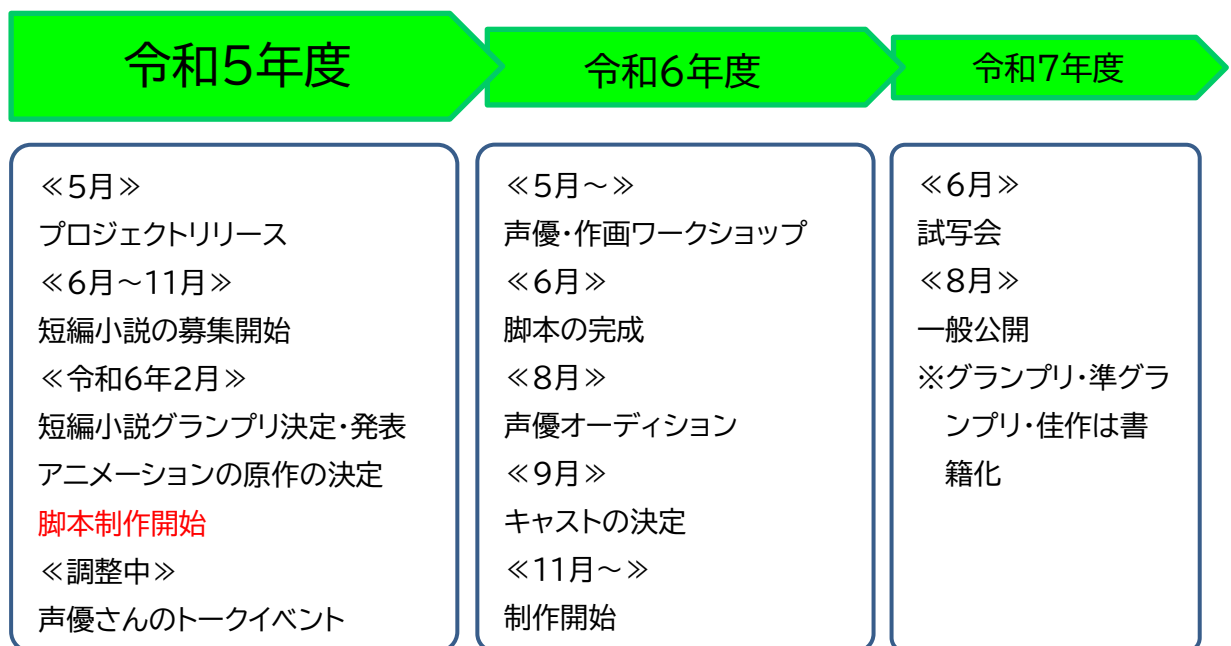 令和5年度
令和6年度
令和7年度
≪5月≫
プロジェクトリリース
≪6月～11月≫
短編小説の募集開始
≪令和6年2月≫
短編小説グランプリ決定・発表
アニメーションの原作の決定
脚本制作開始
≪調整中≫
声優さんのトークイベント
≪5月～≫
声優・作画ワークショップ
≪6月≫
脚本の完成
≪8月≫
声優オーディション
≪9月≫
キャストの決定
≪11月～≫
制作開始
≪6月≫
試写会
≪8月≫
一般公開
※グランプリ・準グラ
ンプリ・佳作は書
籍化